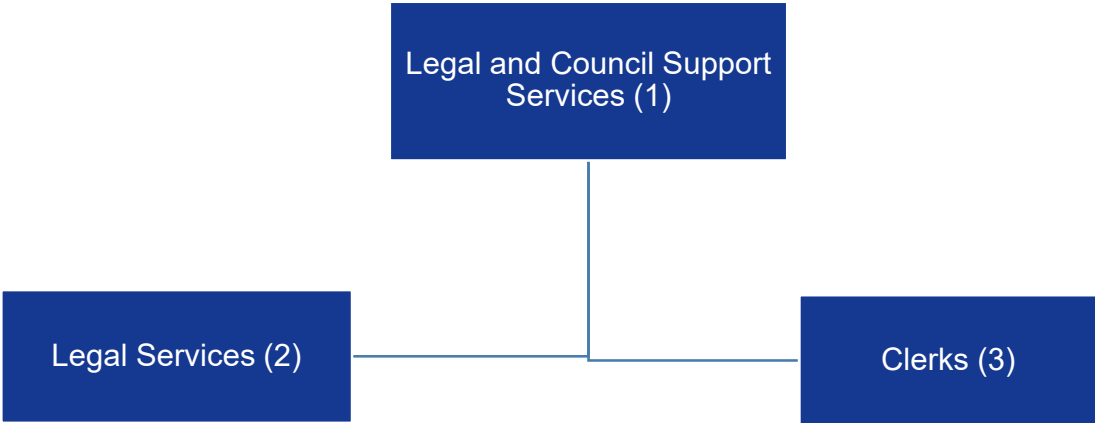 Legal and Council Support
Services (1)
Legal Services (2)
Clerks (3)